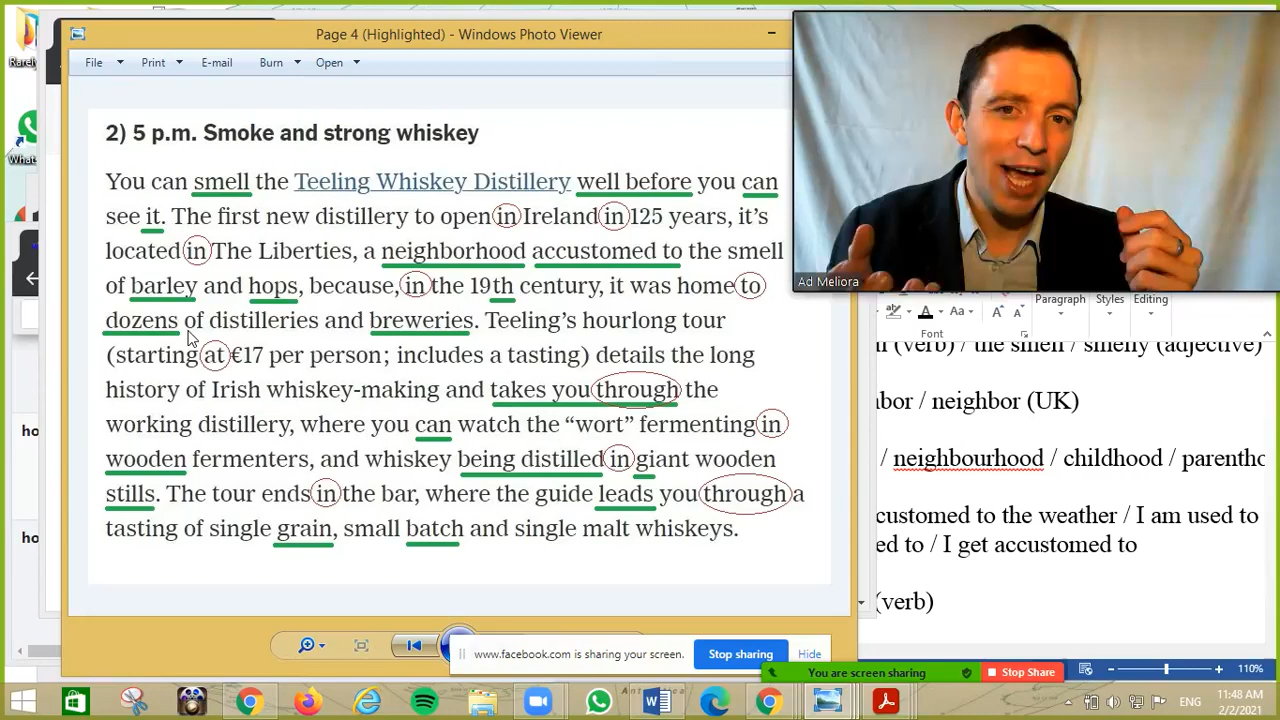 Page 4 (Highlighted) - Windows Photo Viewer
File Print E-mail Burn Open
2) 5 p.m. Smoke and strong whiskey
You can smell the Teeling Whiskey Distillery well before you can
see it. The first new distillery to open in Ireland in 125 years, it’s
located in The Liberties, a neighborhood accustomed to the smell
of barley and hops, because, in the 19th century, it was home to
dozens of distilleries and breweries. Teeling’s hourlong tour
(starting at €17 per person; includes a tasting) details the long
history of Irish whiskey-making and takes you through the
working distillery, where you can watch the “wort” fermenting in
wooden fermenters, and whiskey being distilled in giant wooden
stills. The tour ends in the bar, where the guide leads you through a
tasting of single grain, small batch and single malt whiskeys.
Ad Meliora
Paragraph Styles Editing
Font
(verb) / the smell / smelly (adjective)
/ neighbor (UK)
/ neighbourhood / childhood /
to the weather / I am used to
to / I get accustomed to
(verb)
www.facebook.com is sharing your screen. Stop sharing Hide
You are screen sharing Stop Share
110%
ENG
11:48 AM
2/2/2021
Rarely